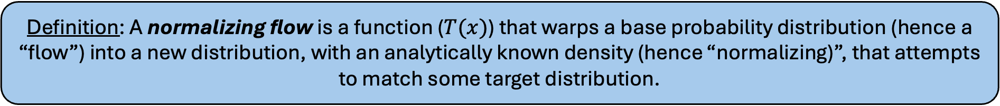 Definition: A normalizing flow is a function (T(x)) that warps a base probability distribution (hence a
“flow”) into a new distribution, with an analytically known density (hence “normalizing)”, that attempts
to match some target distribution.